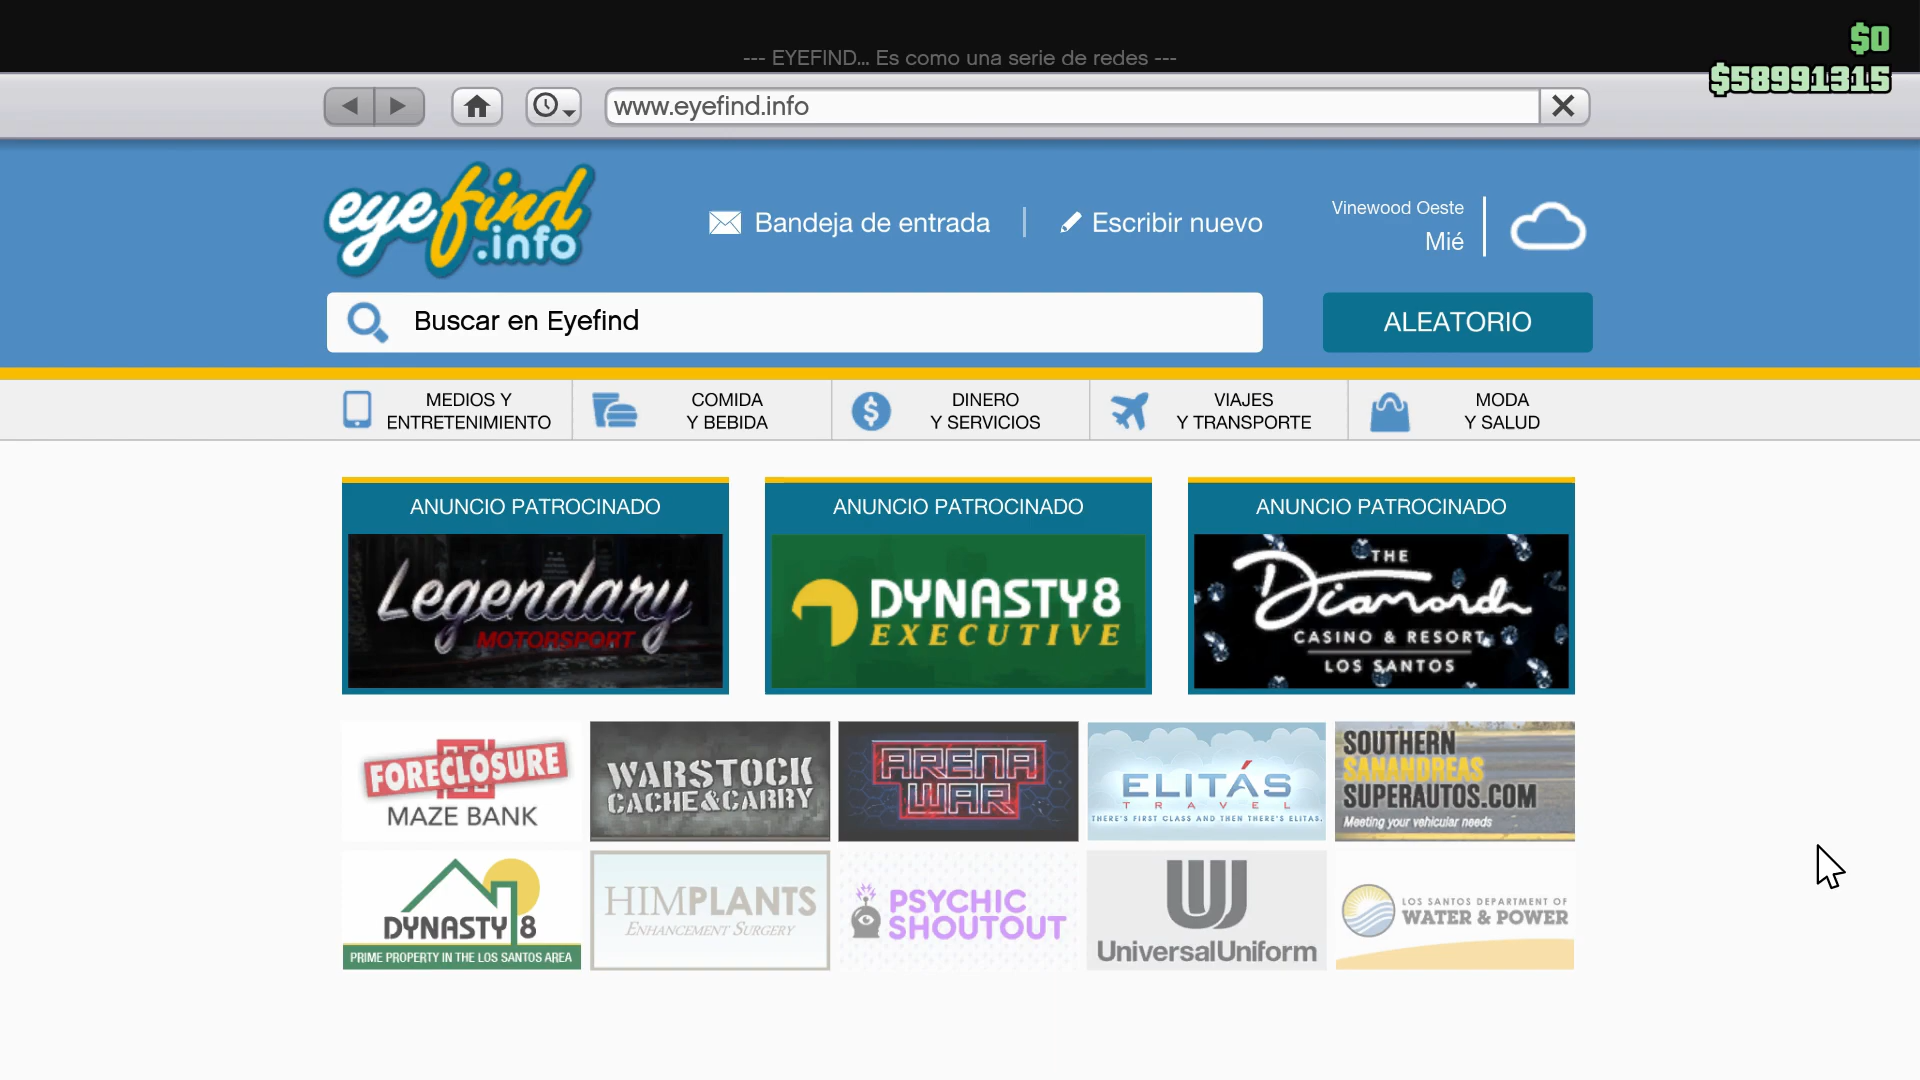 $0
--- EYEFIND... Es como una serie de redes ---
$58991315
www.eyefind.info
eyefind
.info
Bandeja de entrada
Escribir nuevo
Vinewood Oeste
Mié
Buscar en Eyefind
ALEATORIO
MEDIOS Y
ENTRETENIMIENTO
COMIDA
Y BEBIDA
DINERO
Y SERVICIOS
VIAJES
Y TRANSPORTE
MODA
Y SALUD
ANUNCIO PATROCINADO
Legendary
MOTORSPORT
ANUNCIO PATROCINADO
DYNASTY 8
EXECUTIVE
ANUNCIO PATROCINADO
THE
Diamond
CASINO & RESORT
LOS SANTOS
FORECLOSURE
MAZE BANK
WARSTOCK
CACHE&CARRY
ARENA
WAR
ELITÁS
TRAVEL
THERE'S FIRST CLASS AND THEN THERE'S ELITAS.
SOUTHERN
SANANDREAS
SUPERAUTOS.COM
Meeting your vehicular needs
DYNASTY 8
PRIME PROPERTY IN THE LOS SANTOS AREA
HIMPLANTS
ENHANCEMENT SURGERY
PSYCHIC
SHOUTOUT
UniversalUniform
LOS SANTOS DEPARTMENT OF
WATER & POWER